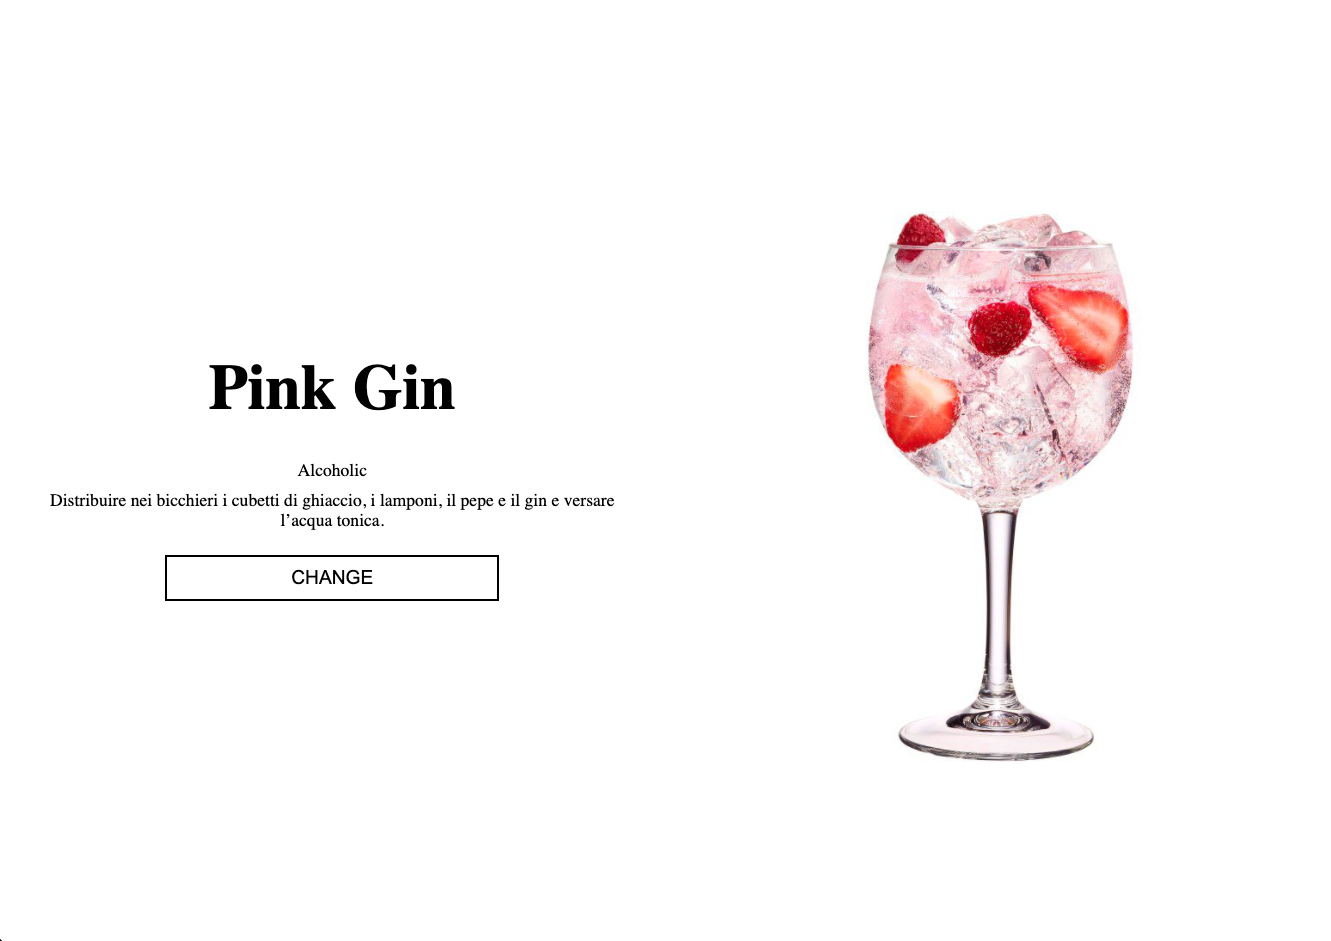 Pink Gin
Alcoholic
Distribuire nei bicchieri i cubetti di ghiaccio, i lamponi, il pepe e il gin e versare
l’acqua tonica.
CHANGE